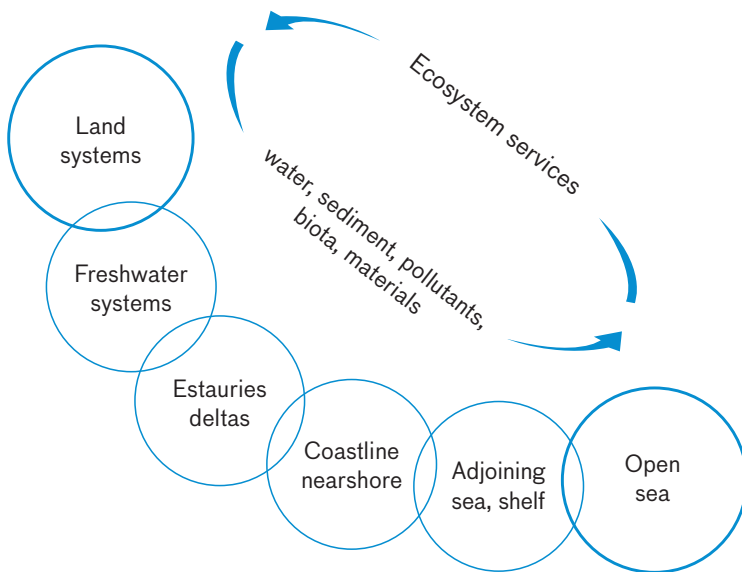 Ecosystem services
water, sediment, pollutants,
biota, materials
Land
systems
Freshwater
systems
Estauries
deltas
Coastline
nearshore
Adjoining
sea, shelf
Open
sea